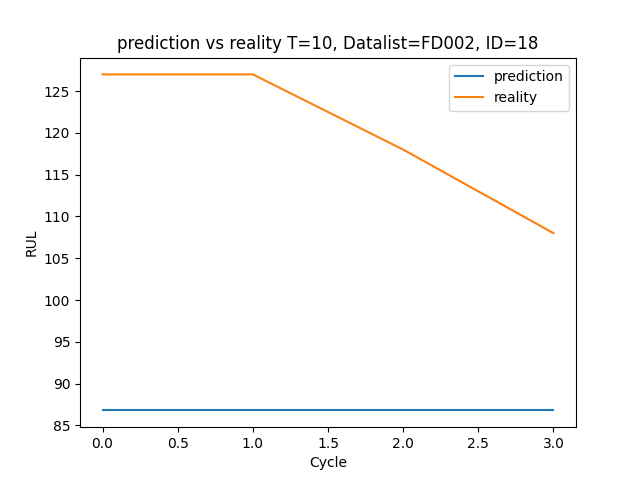 prediction vs reality T=10, Datalist=FD002, ID=18
prediction
reality
125
120
115
110
105
100
95
90
85
RUL
0.0 0.5 1.0 1.5 2.0 2.5 3.0
Cycle